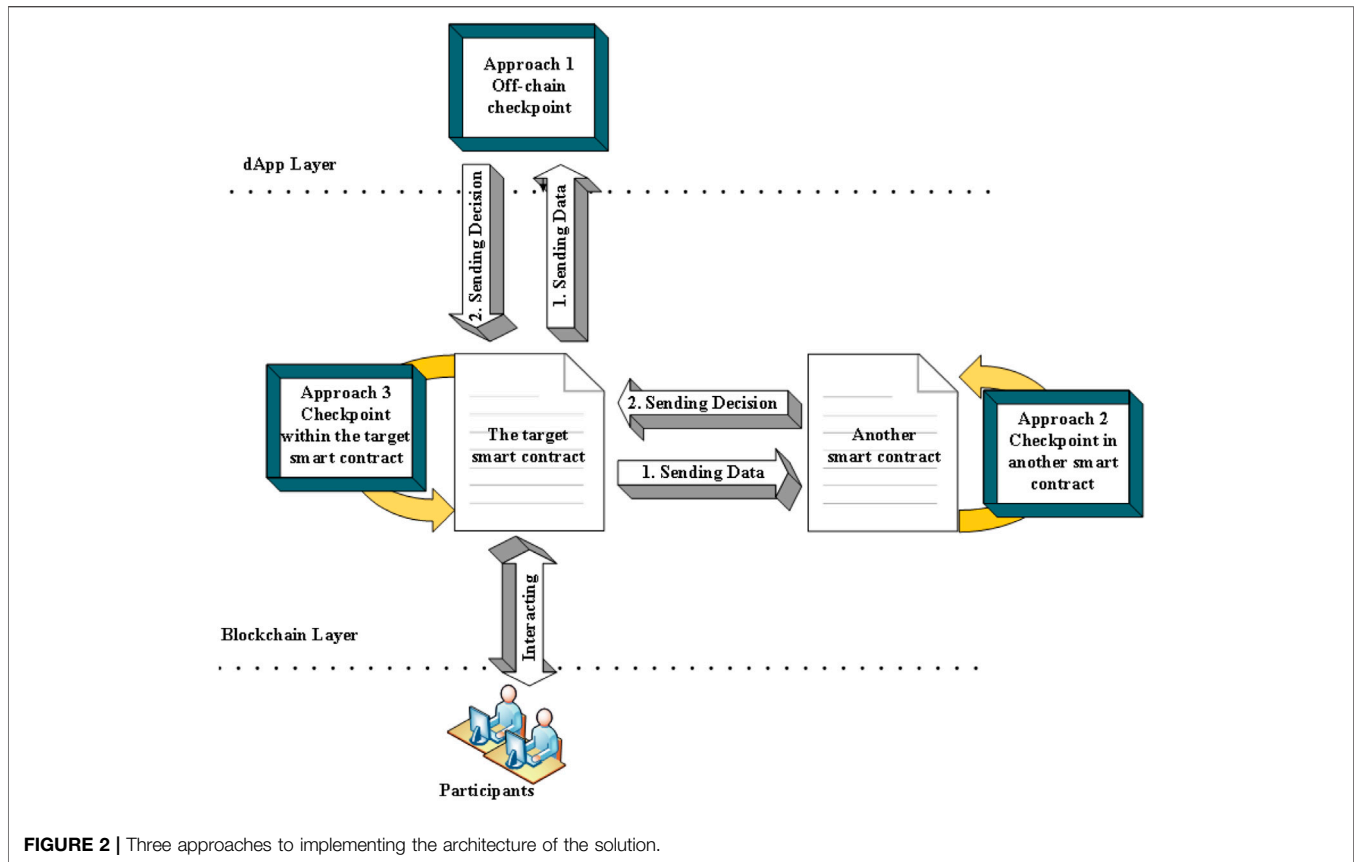 Approach 1
Off-chain
checkpoint
dApp Layer
2. Sending Decision
1. Sending Data
Approach 3
Checkpoint
within the target
smart contract
The target
smart contract
2. Sending Decision
1. Sending Data
Another
smart contract
Approach 2
Checkpoint in
another smart
contract
Interacting
Blockchain Layer
Participants
FIGURE 2 | Three approaches to implementing the architecture of the solution.